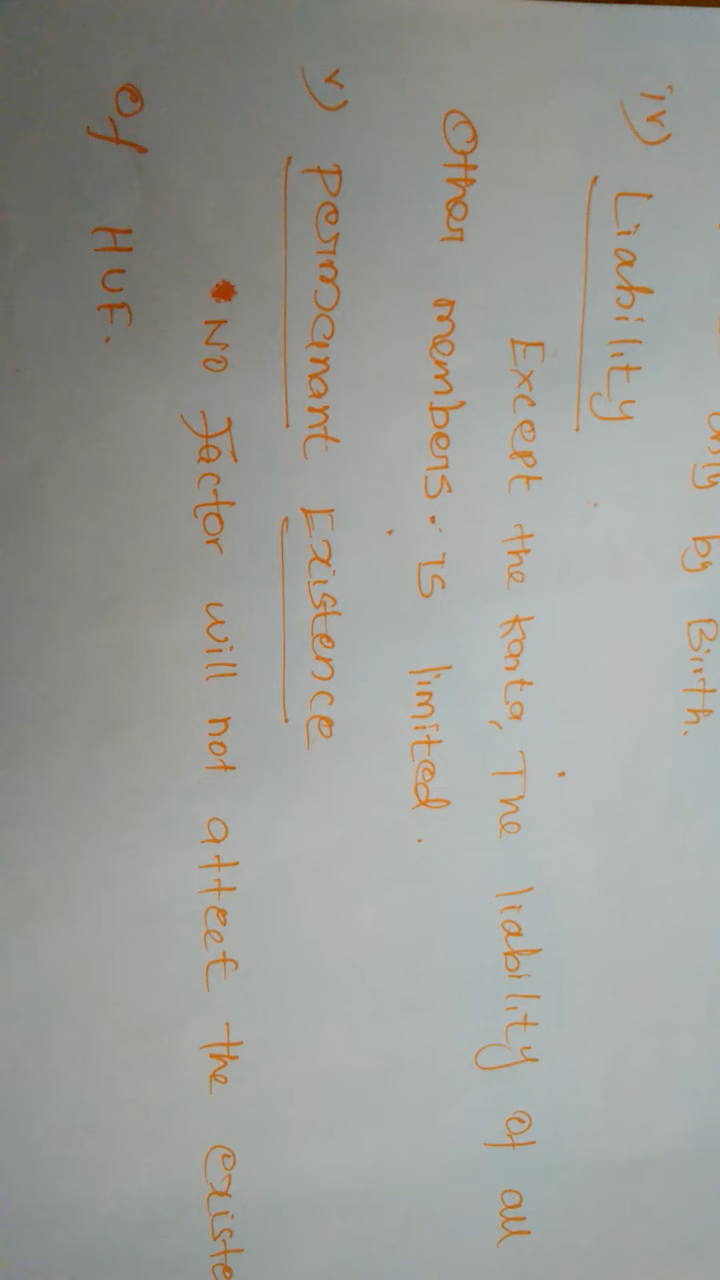 by Birth.
iv) Liability
Except the karta, The liability of all
Other members. is limited.
v) Permanant Existence
No factor will not affect the existe
of HUF.